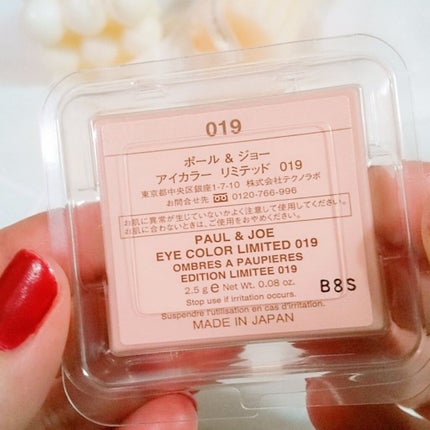 019
ポール & ジョー
アイカラー リミテッド 019
東京都中央区銀座1-7-10 株式会社テクノラボ
お問合せ先 0120-766-996
お肌に異常が生じていないかよく注意して使用してください。
お肌に合わないときは、ご使用をおやめください。
PAUL & JOE
EYE COLOR LIMITED 019
OMBRES A PAUPIERES
EDITION LIMITEE 019
2.5 g e Net Wt. 0.08 oz.
Stop use if irritation occurs.
Suspendre l'utilisation en cas d'irritation.
MADE IN JAPAN
B8S